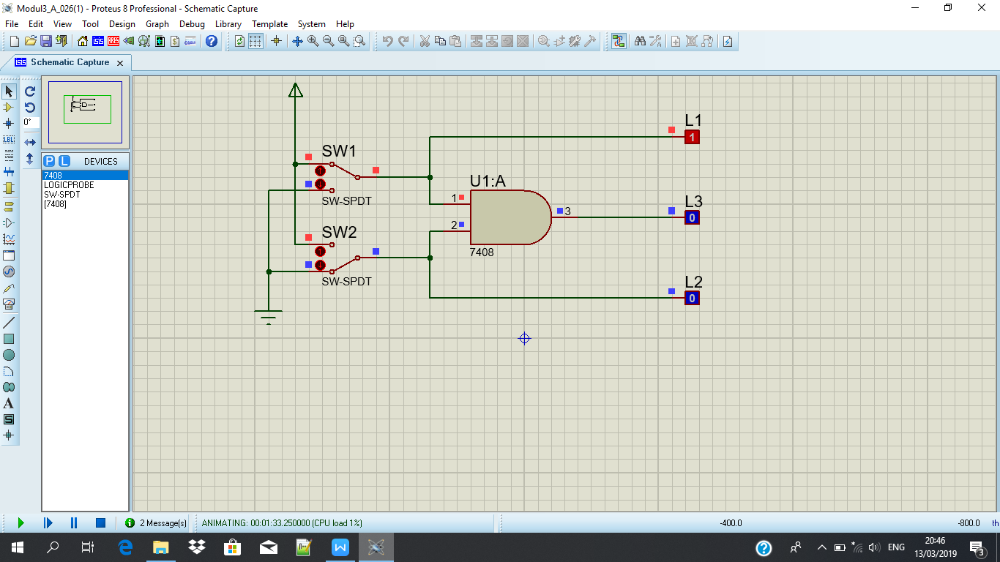 Modul3_A_026(1) - Proteus 8 Professional - Schematic Capture
File Edit View Tool Design Graph Debug Library Template System Help
Schematic Capture
0°
LBL
P L DEVICES
7408
LOGICPROBE
SW-SPDT
[7408]
A
S
L1
1
SW1
SW-SPDT
U1:A
1
2
3
7408
L3
0
SW2
SW-SPDT
L2
0
2 Message(s)
ANIMATING: 00:01:33.250000 (CPU load 1%)
-400.0
-800.0
th
ENG
20:46
13/03/2019
3